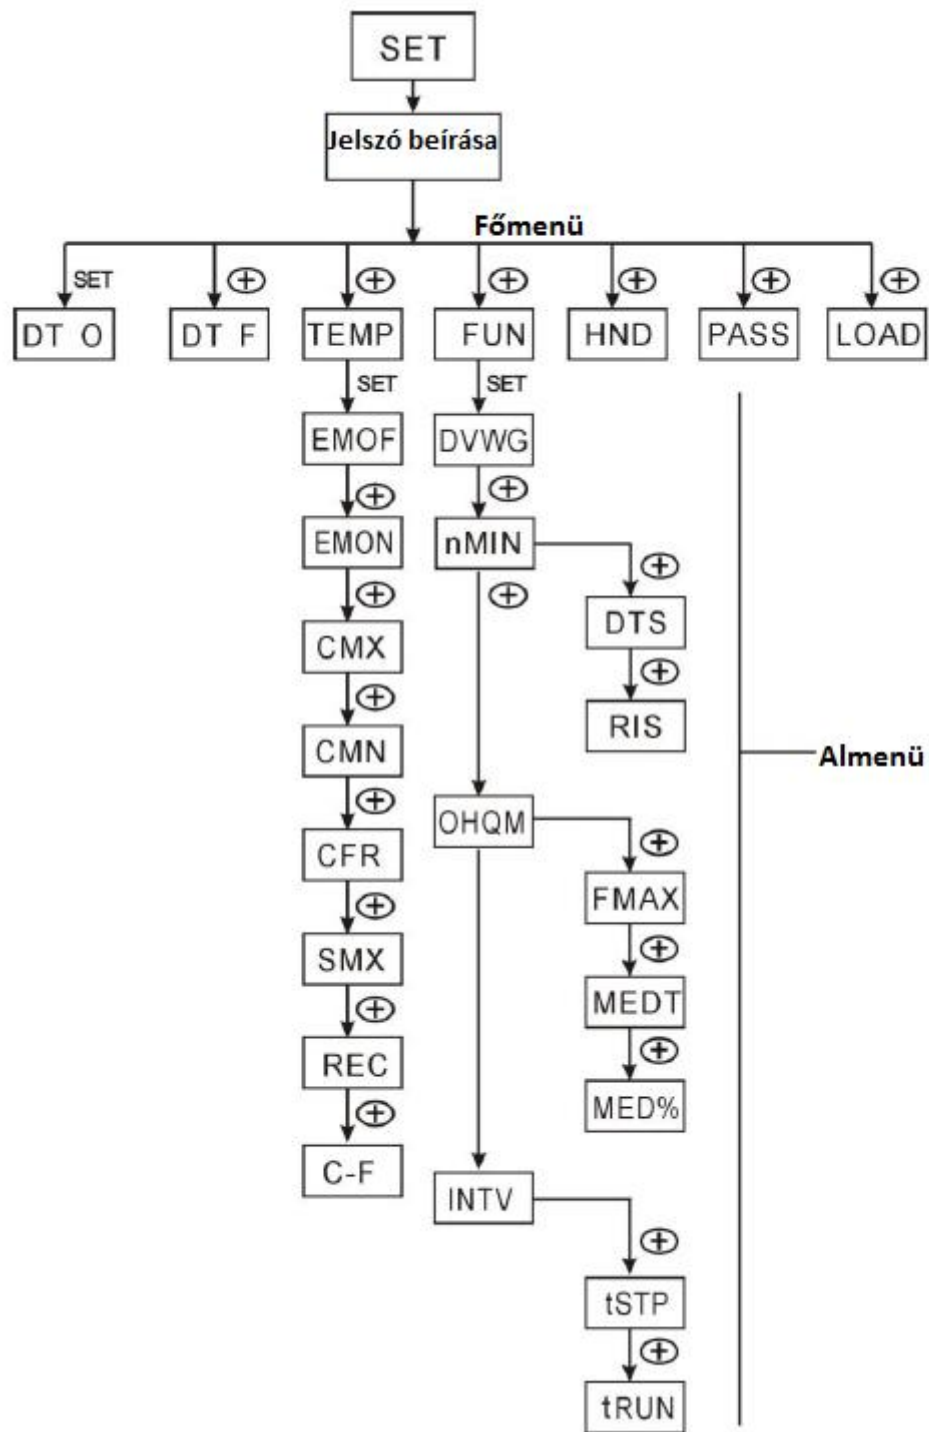 SET
Jelszó beírása
Főmenü
SET
DT O
DT F
TEMP
FUN
HND
PASS
LOAD
SET
SET
EMOF
DVWG
EMON
nMIN
CMX
DTS
CMN
RIS
Almenü
OHQM
CFR
FMAX
SMX
MEDT
REC
MED%
C-F
INTV
tSTP
tRUN